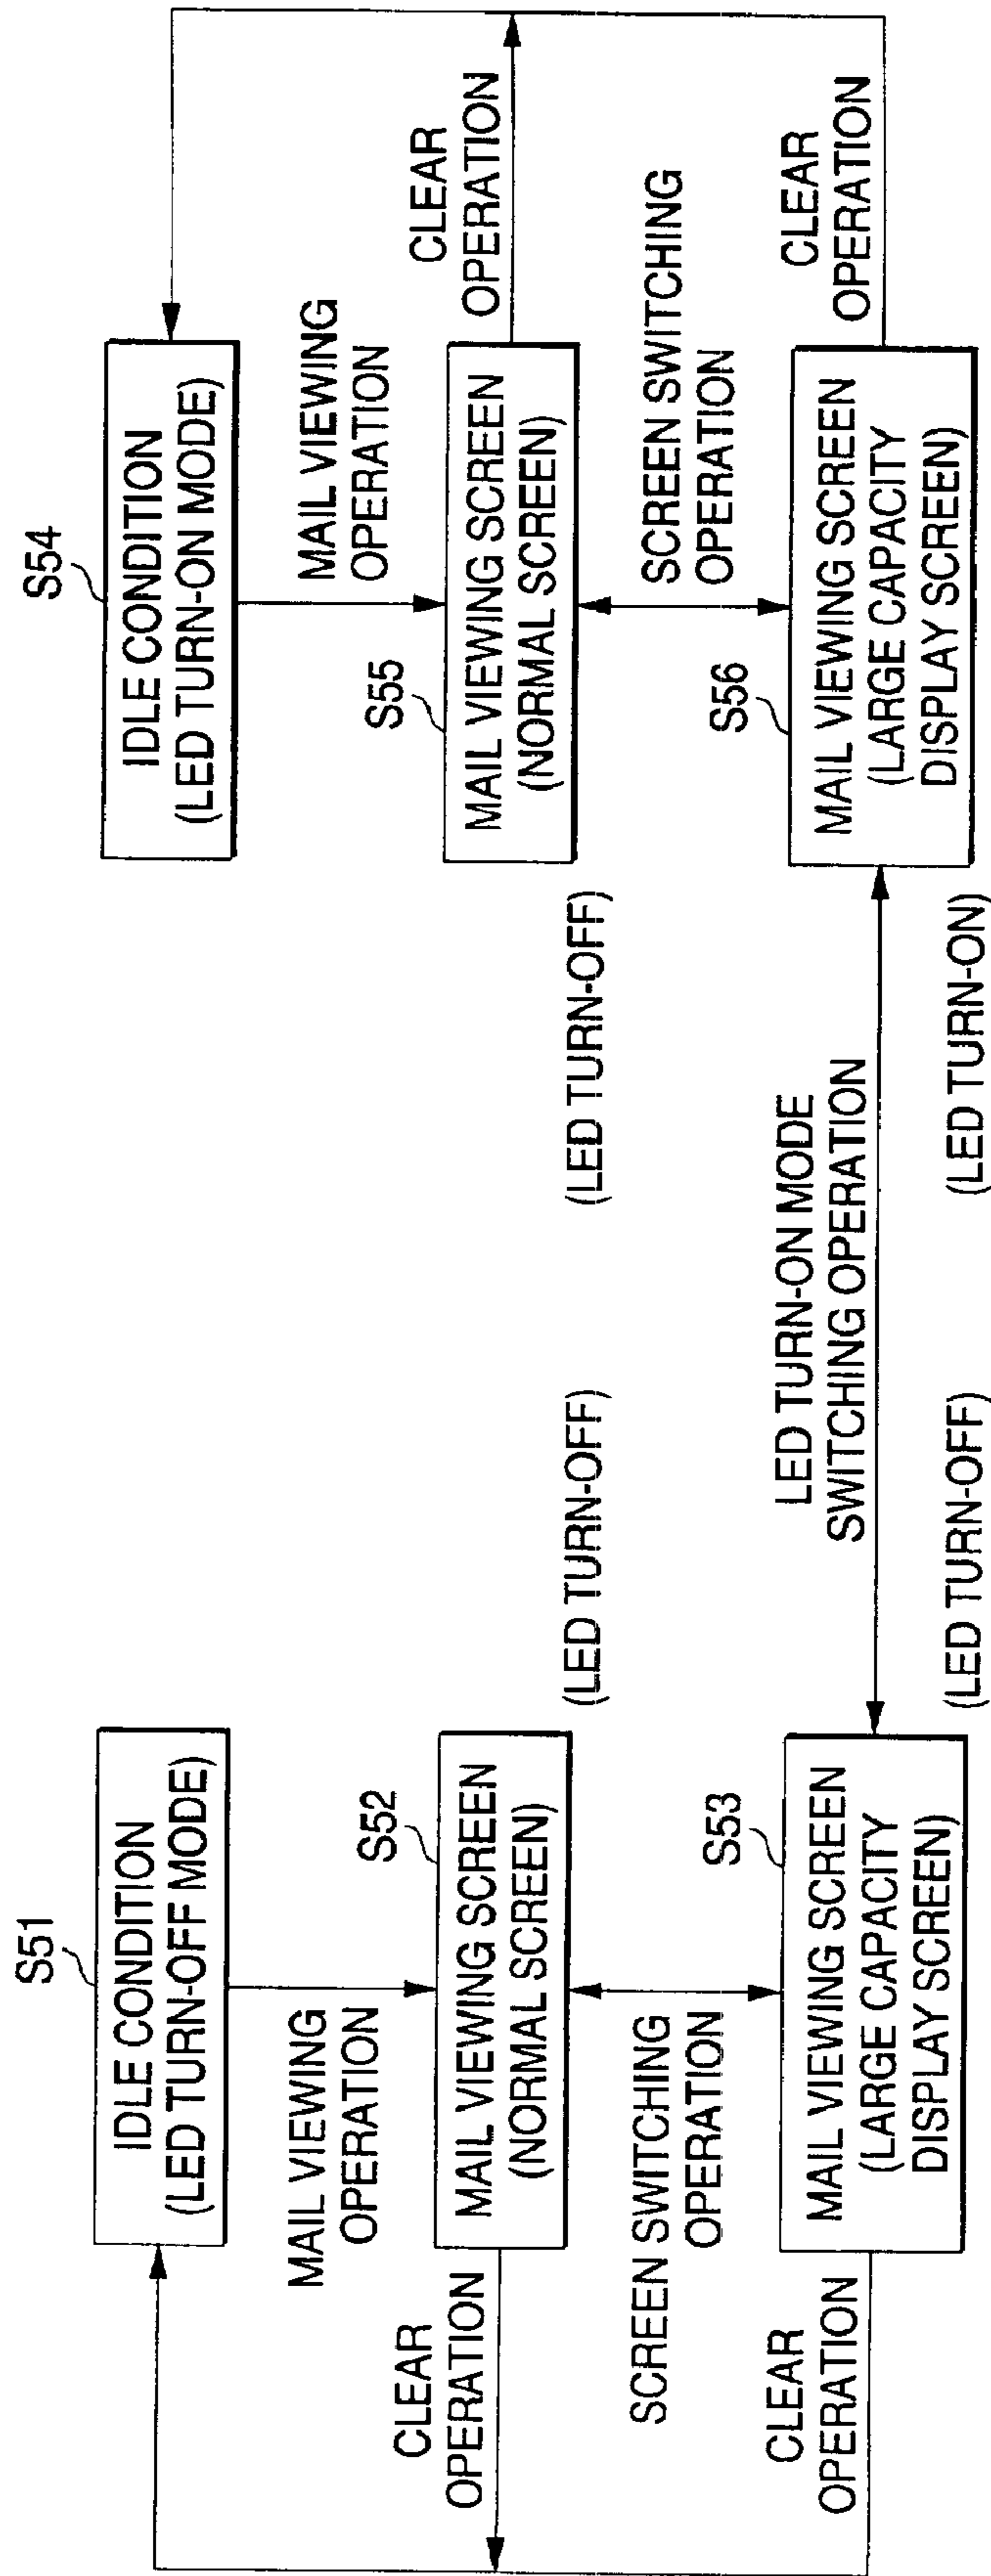 S51
IDLE CONDITION
(LED TURN-OFF MODE)
MAIL VIEWING
OPERATION
S52
MAIL VIEWING SCREEN
(NORMAL SCREEN)
CLEAR
OPERATION
(LED TURN-OFF)
SCREEN SWITCHING
OPERATION
S53
MAIL VIEWING SCREEN
(LARGE CAPACITY
DISPLAY SCREEN)
CLEAR
OPERATION
(LED TURN-OFF)
LED TURN-ON MODE
SWITCHING OPERATION
S54
IDLE CONDITION
(LED TURN-ON MODE)
MAIL VIEWING
OPERATION
S55
MAIL VIEWING SCREEN
(NORMAL SCREEN)
CLEAR
OPERATION
(LED TURN-OFF)
SCREEN SWITCHING
OPERATION
S56
MAIL VIEWING SCREEN
(LARGE CAPACITY
DISPLAY SCREEN)
CLEAR
OPERATION
(LED TURN-ON)